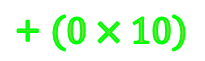 + (0 × 10)